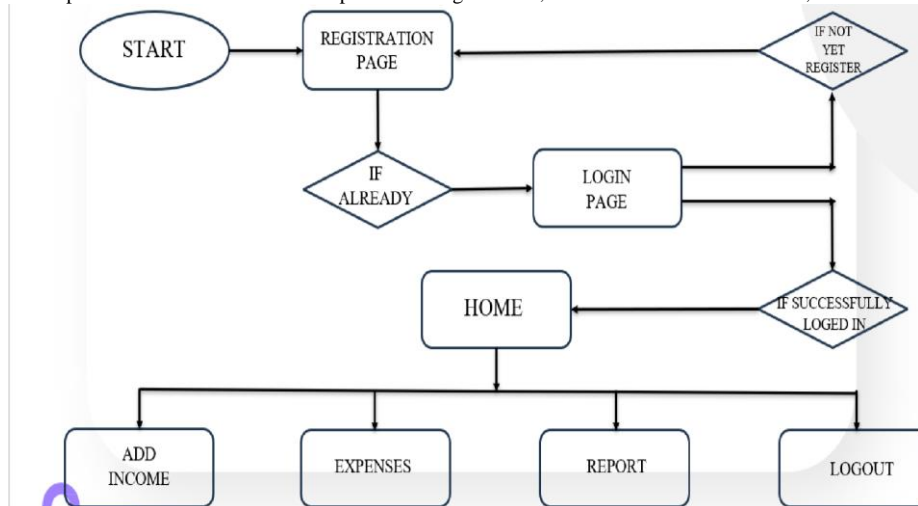 START
REGISTRATION
PAGE
IF NOT
YET
REGISTER
IF
ALREADY
LOGIN
PAGE
HOME
IF SUCCESSFULLY
LOGED IN
ADD
INCOME
EXPENSES
REPORT
LOGOUT